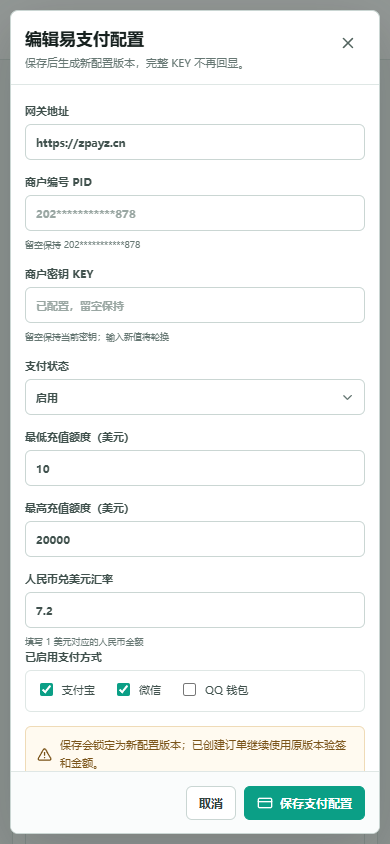 编辑易支付配置
保存后生成新配置版本，完整 KEY 不再回显。
网关地址
https://zpayz.cn
商户编号 PID
202***********878
留空保持 202***********878
商户密钥 KEY
已配置，留空保持
留空保持当前密钥；输入新值将轮换
支付状态
启用
最低充值额度（美元）
10
最高充值额度（美元）
20000
人民币兑美元汇率
7.2
填写 1 美元对应的人民币金额
已启用支付方式
支付宝 微信 QQ 钱包
保存会锁定为新配置版本；已创建订单继续使用原版本验签
和金额。
取消 保存支付配置